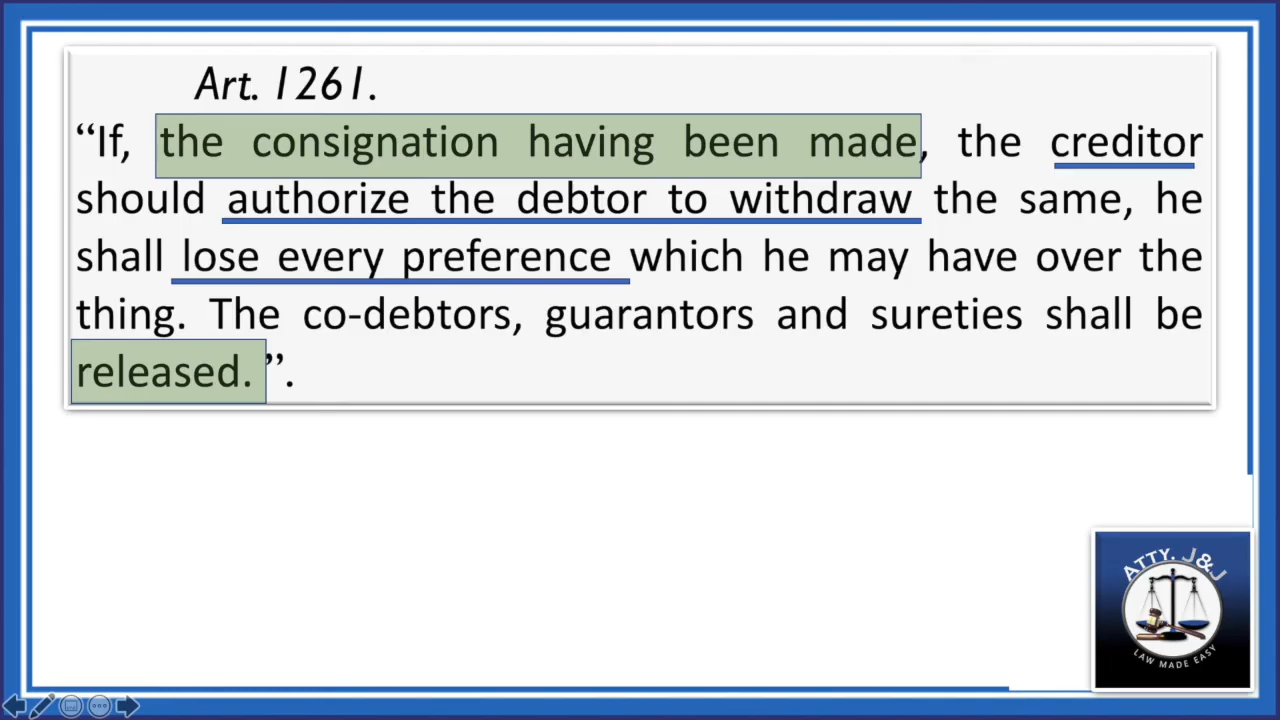 Art. 1261.
“If, the consignation having been made, the creditor
should authorize the debtor to withdraw the same, he
shall lose every preference which he may have over the
thing. The co-debtors, guarantors and sureties shall be
released. ”.
ATTY. J&J
LAW MADE EASY